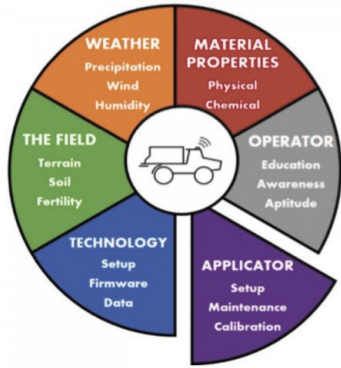 WEATHER
Precipitation
Wind
Humidity
MATERIAL
PROPERTIES
Physical
Chemical
OPERATOR
Education
Awareness
Aptitude
APPLICATOR
Setup
Maintenance
Calibration
TECHNOLOGY
Setup
Firmware
Data
THE FIELD
Terrain
Soil
Fertility